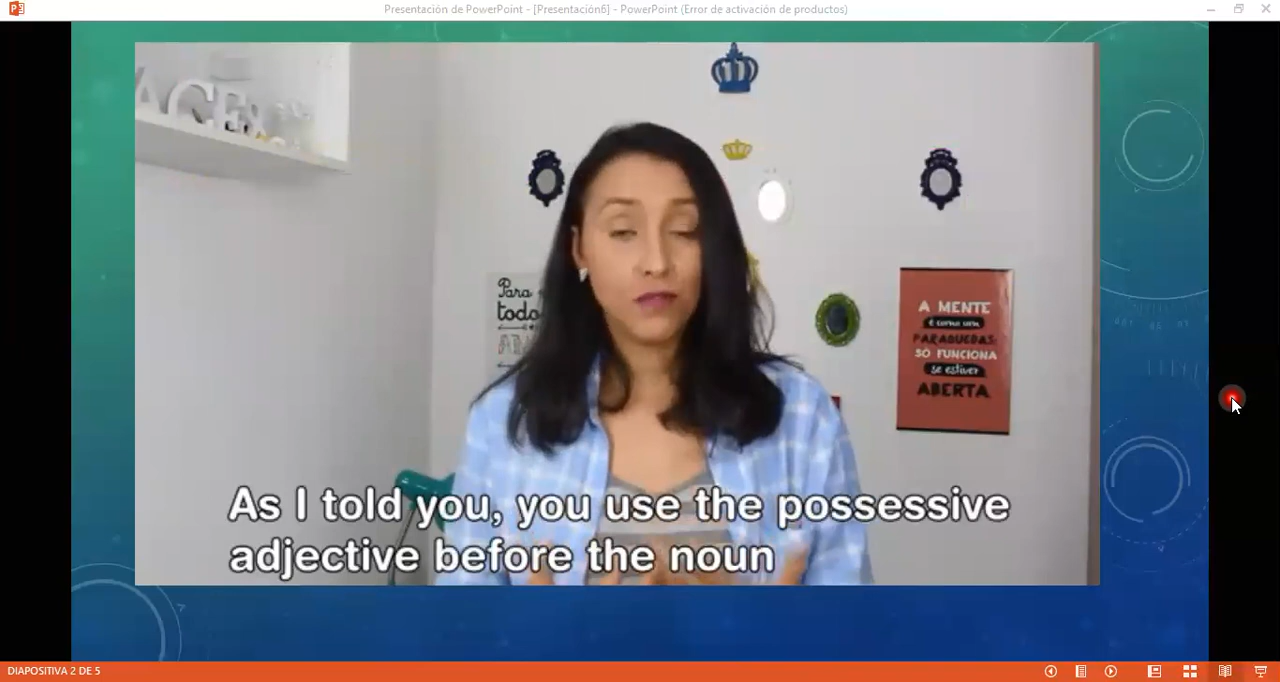 Presentación de PowerPoint - [Presentación6] - PowerPoint (Error de activación de productos)
ACES
Para
todo
A MENTE
é como um
PARAQUEDAS:
SÓ FUNCIONA
se estiver
ABERTA
As I told you, you use the possessive
adjective before the noun
DIAPOSITIVA 2 DE 5